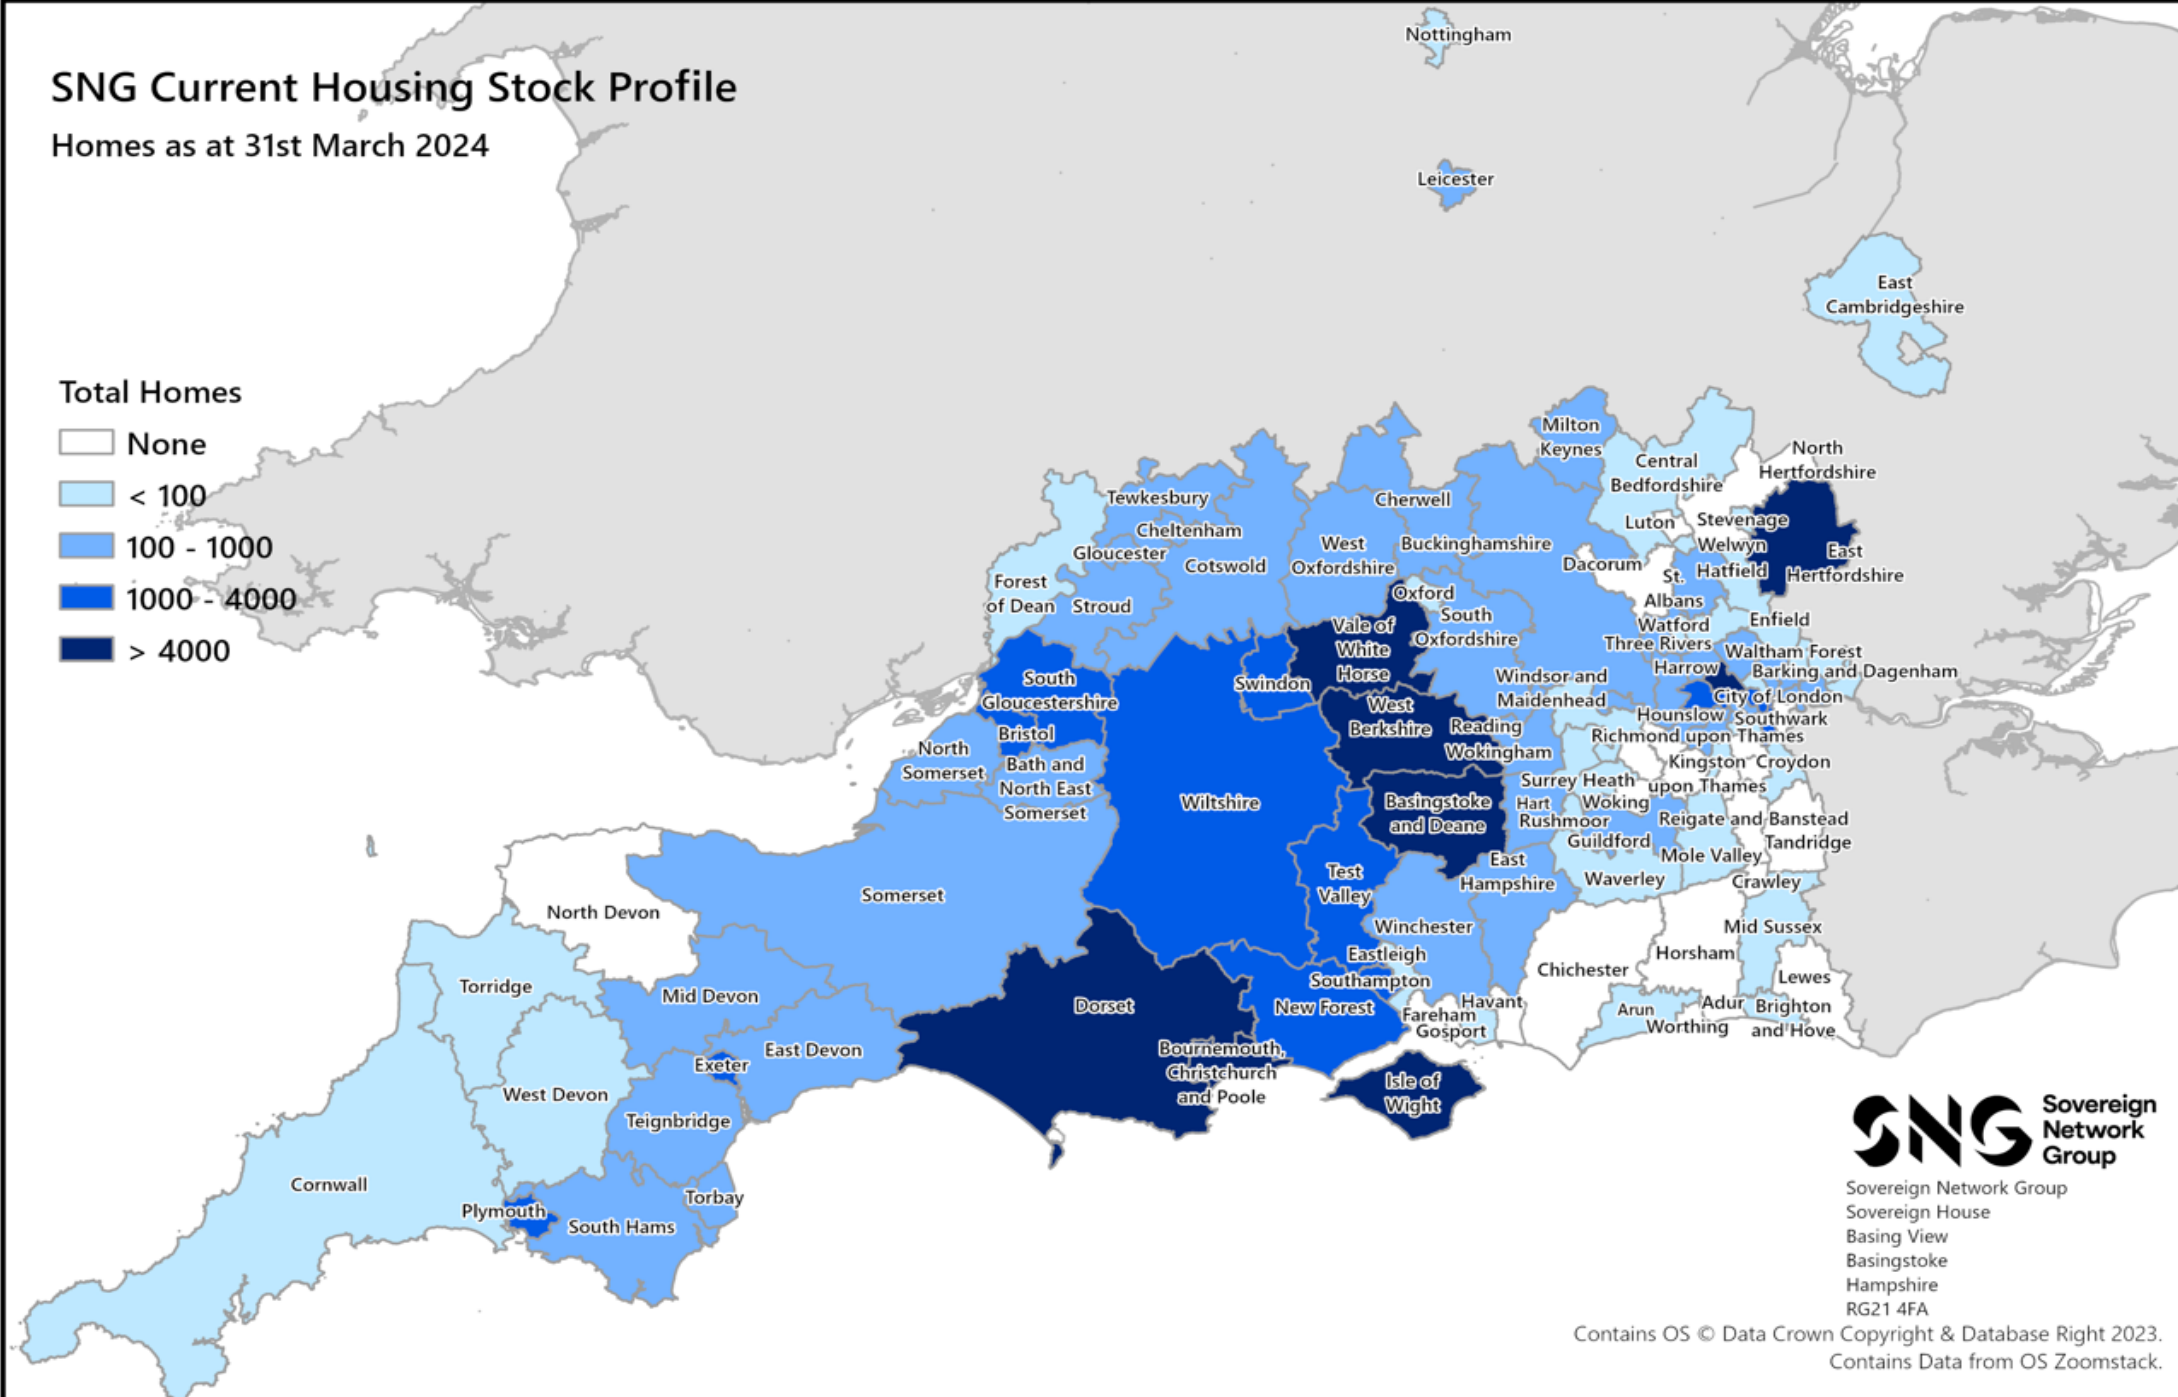 SNG Current Housing Stock Profile
Homes as at 31st March 2024
Nottingham
Leicester
East
Cambridgeshire
Total Homes
None
< 100
100 - 1000
1000 - 4000
> 4000
Milton
Keynes
Central
Bedfordshire
North
Hertfordshire
Tewkesbury
Cherwell
Luton
Stevenage
Cheltenham
Gloucester
Cotswold
West
Oxfordshire
Buckinghamshire
Welwyn
Hatfield
East
Hertfordshire
Dacorum
St.
Albans
Forest
of Dean
Stroud
Oxford
South
Oxfordshire
Watford
Enfield
Vale of
White
Horse
Three Rivers
Waltham Forest
Harrow
Barking and Dagenham
South
Gloucestershire
Swindon
Windsor and
Maidenhead
City of London
West
Berkshire
Reading
Hounslow
Southwark
Bristol
Richmond upon Thames
North
Somerset
Bath and
North East
Somerset
Wokingham
Kingston
upon Thames
Croydon
Surrey Heath
Wiltshire
Basingstoke
and Deane
Hart
Woking
Rushmoor
Reigate and Banstead
Guildford
Tandridge
Mole Valley
East
Hampshire
Test
Valley
Waverley
Crawley
Somerset
North Devon
Winchester
Mid Sussex
Eastleigh
Horsham
Chichester
Lewes
Torridge
Mid Devon
Dorset
Southampton
New Forest
Havant
Fareham
Gosport
Arun
Adur
Worthing
Brighton
and Hove
East Devon
Exeter
Bournemouth,
Christchurch
and Poole
Isle of
Wight
West Devon
Teignbridge
Cornwall
Plymouth
South Hams
Torbay
SNG
Sovereign
Network
Group
Sovereign Network Group
Sovereign House
Basing View
Basingstoke
Hampshire
RG21 4FA
Contains OS © Data Crown Copyright & Database Right 2023.
Contains Data from OS Zoomstack.